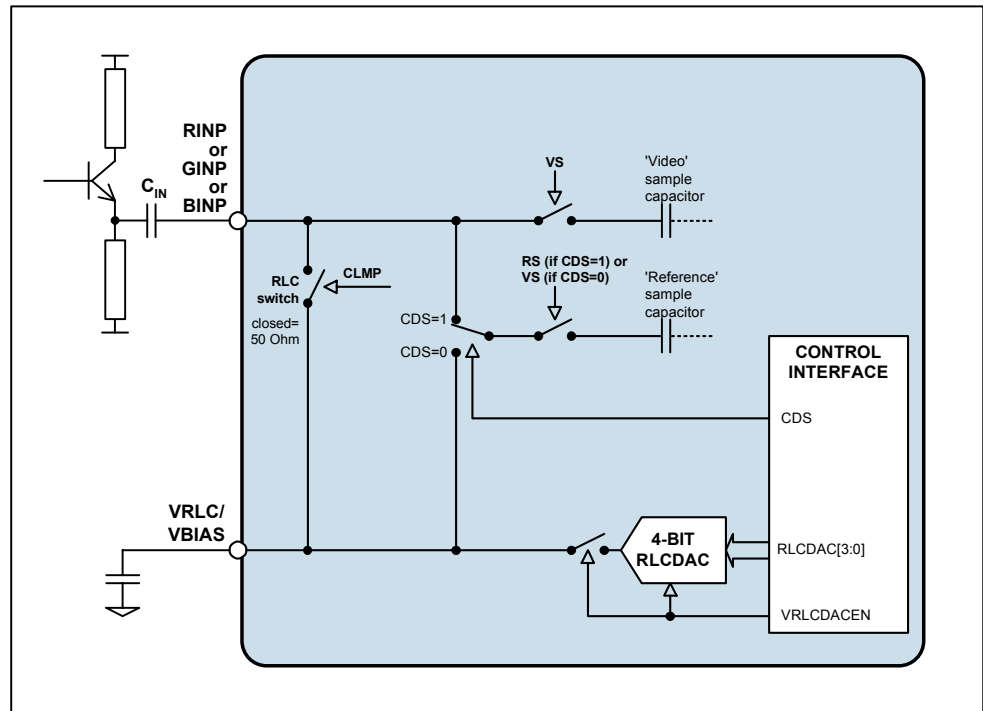 RINP
or
GINP
or
BINP
C_IN
VS
'Video'
sample
capacitor
RLC
switch
closed=
50 Ohm
CLMP
RS (if CDS=1) or
VS (if CDS=0)
'Reference'
sample
capacitor
CDS=1
CDS=0
CONTROL
INTERFACE
CDS
VRLC/
VBIAS
4-BIT
RLCDAC
RLCDAC[3:0]
VRLCDACEN